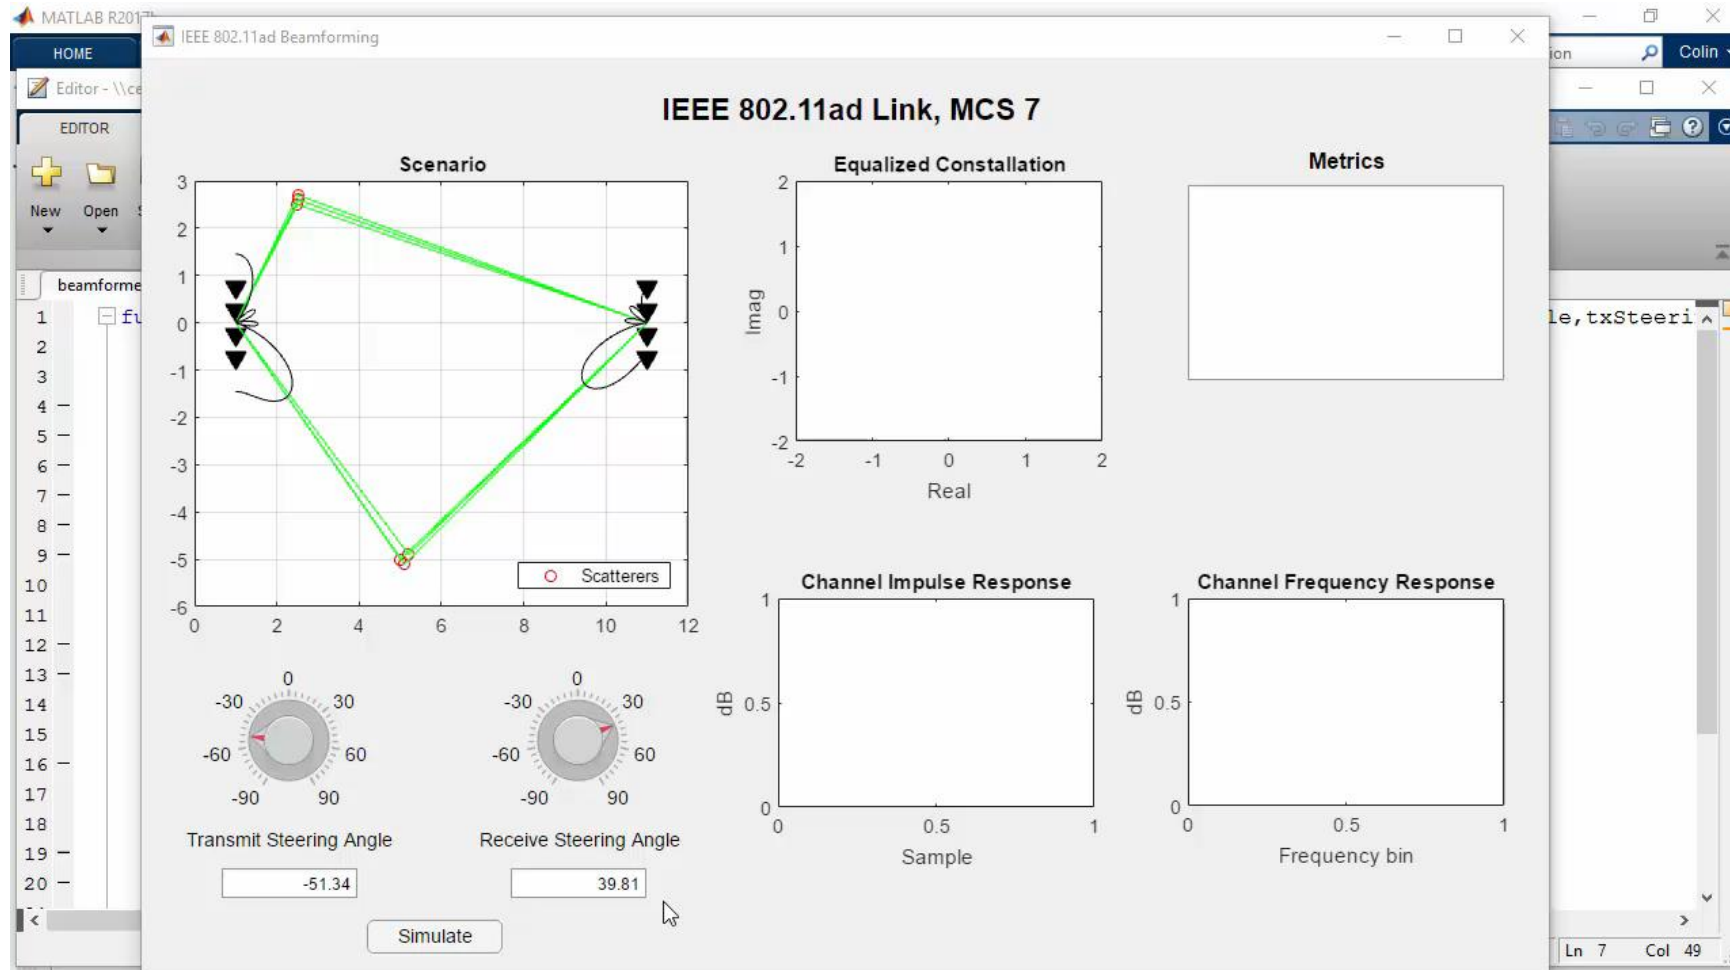 MATLAB R2017b
IEEE 802.11ad Beamforming
HOME
ion
Colin
Editor - \\ce
EDITOR
New
Open
beamforme
IEEE 802.11ad Link, MCS 7
Scenario
3
2
1
0
-1
-2
-3
-4
-5
-6
0
2
4
6
8
10
12
Scatterers
Equalized Constallation
Imag
2
1
0
-1
-2
-2
-1
0
1
2
Real
Metrics
Channel Impulse Response
dB
1
0.5
0
0
0.5
1
Sample
Channel Frequency Response
dB
1
0.5
0
0
0.5
1
Frequency bin
0
-30
30
-60
60
-90
90
Transmit Steering Angle
-51.34
0
-30
30
-60
60
-90
90
Receive Steering Angle
39.81
Simulate
1 fu
le,txSteeri
2
3
4
5
6
7
8
9
10
11
12
13
14
15
16
17
18
19
20
Ln 7 Col 49